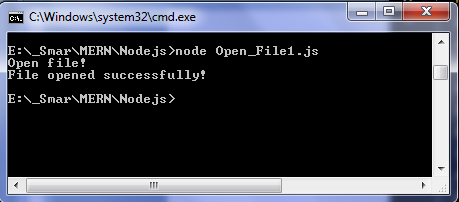 C:\Windows\system32\cmd.exe
E:\_Smar\MERN\Nodejs>node Open_File1.js
Open file!
File opened successfully!
E:\_Smar\MERN\Nodejs>